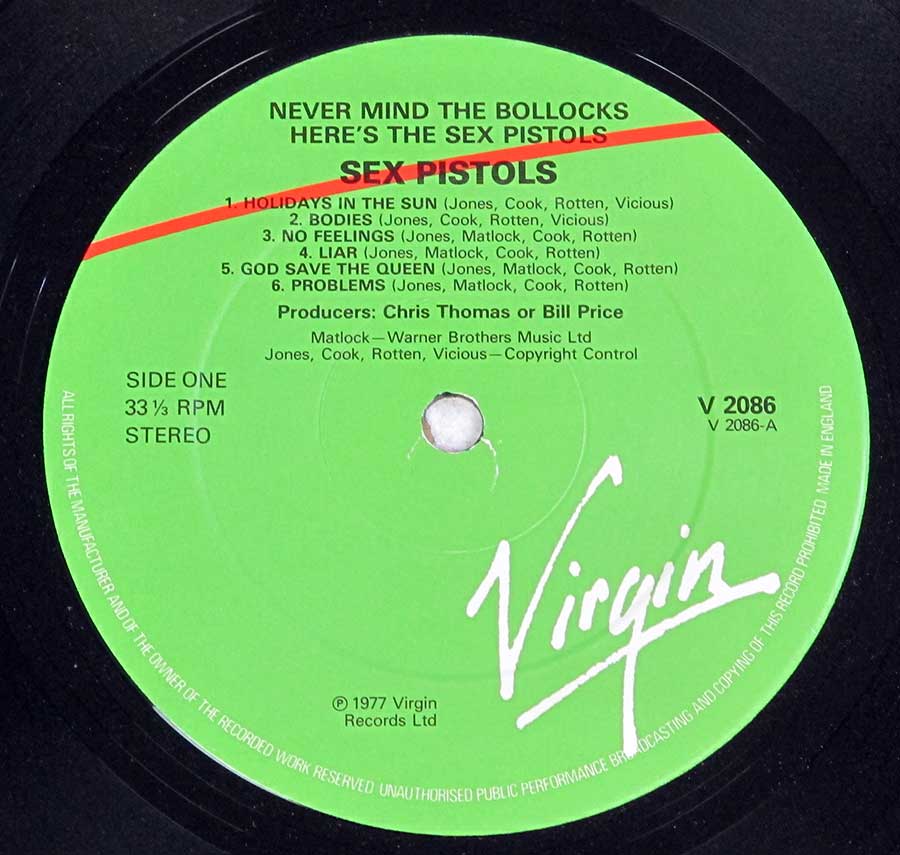 NEVER MIND THE BOLLOCKS
HERE'S THE SEX PISTOLS
SEX PISTOLS
1. HOLIDAYS IN THE SUN (Jones, Cook, Rotten, Vicious)
2. BODIES (Jones, Cook, Rotten, Vicious)
3. NO FEELINGS (Jones, Matlock, Cook, Rotten)
4. LIAR (Jones, Matlock, Cook, Rotten)
5. GOD SAVE THE QUEEN (Jones, Matlock, Cook, Rotten)
6. PROBLEMS (Jones, Matlock, Cook, Rotten)
Producers: Chris Thomas or Bill Price
Matlock—Warner Brothers Music Ltd
Jones, Cook, Rotten, Vicious—Copyright Control
SIDE ONE
33 ⅓ RPM
STEREO
V 2086
V 2086-A
Virgin
℗ 1977 Virgin
Records Ltd
ALL RIGHTS OF THE MANUFACTURER AND OF THE OWNER OF THE RECORDED WORK RESERVED UNAUTHORISED PUBLIC PERFORMANCE BROADCASTING AND COPYING OF THIS RECORD PROHIBITED MADE IN ENGLAND